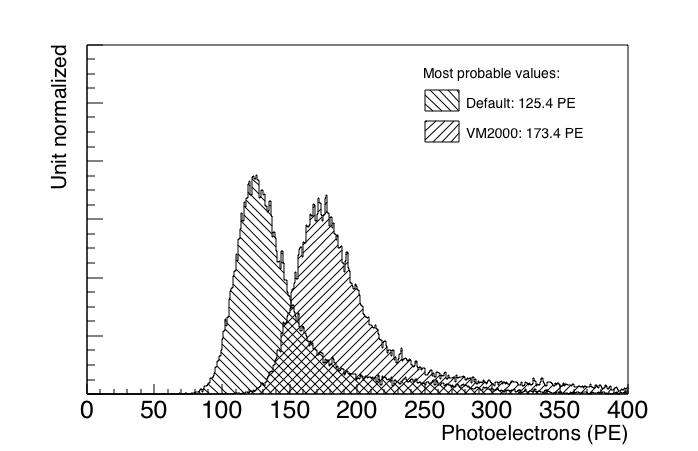 Unit normalized
Most probable values:
Default: 125.4 PE
VM2000: 173.4 PE
0 50 100 150 200 250 300 350 400
Photoelectrons (PE)